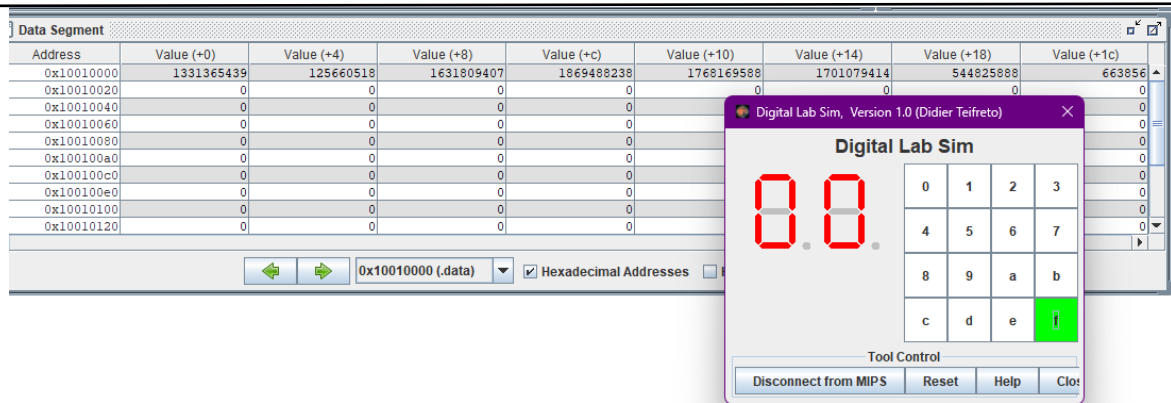 Data Segment
Address Value (+0) Value (+4) Value (+8) Value (+c) Value (+10) Value (+14) Value (+18) Value (+1c)
0x10010000 1331365439 125660518 1631809407 1869488238 1768169588 1701079414 544825888 663856
0x10010020 0 0 0 0 0 0 0 0
0x10010040 0 0 0 0 0
0x10010060 0 0 0 0 0
0x10010080 0 0 0 0 0
0x100100a0 0 0 0 0 0
0x100100c0 0 0 0 0 0
0x100100e0 0 0 0 0 0
0x10010100 0 0 0 0 0
0x10010120 0 0 0 0 0
0x10010000 (.data) Hexadecimal Addresses
Digital Lab Sim, Version 1.0 (Didier Teifreto)
Digital Lab Sim
00
0 1 2 3
4 5 6 7
8 9 a b
c d e f
Tool Control
Disconnect from MIPS Reset Help Clos